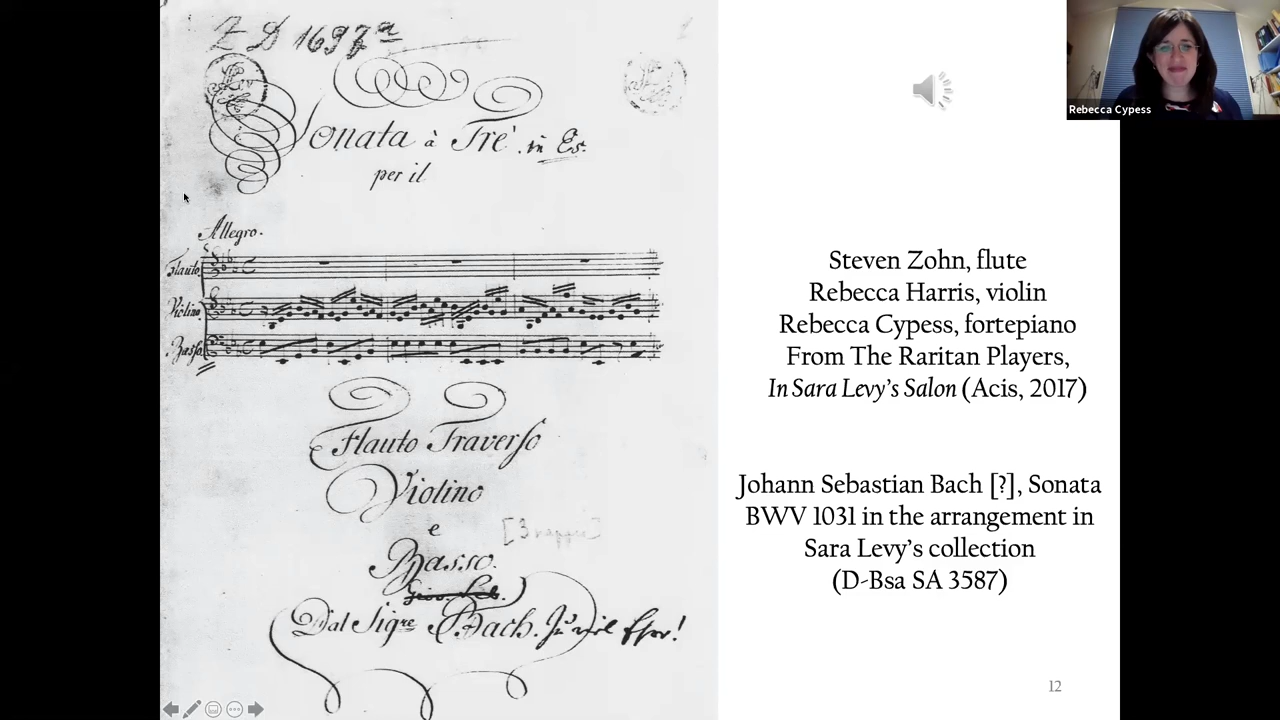 Z D 1697a
Sonata à Trè. in Es.
per il
Allegro.
Flauto
Violino
Basso
Flauto Traverso
Violino
e
Basso.
Dal Sigre Bach.
Steven Zohn, flute
Rebecca Harris, violin
Rebecca Cypess, fortepiano
From The Raritan Players,
In Sara Levy’s Salon (Acis, 2017)
Johann Sebastian Bach [?], Sonata
BWV 1031 in the arrangement in
Sara Levy’s collection
(D-Bsa SA 3587)
12
Rebecca Cypess